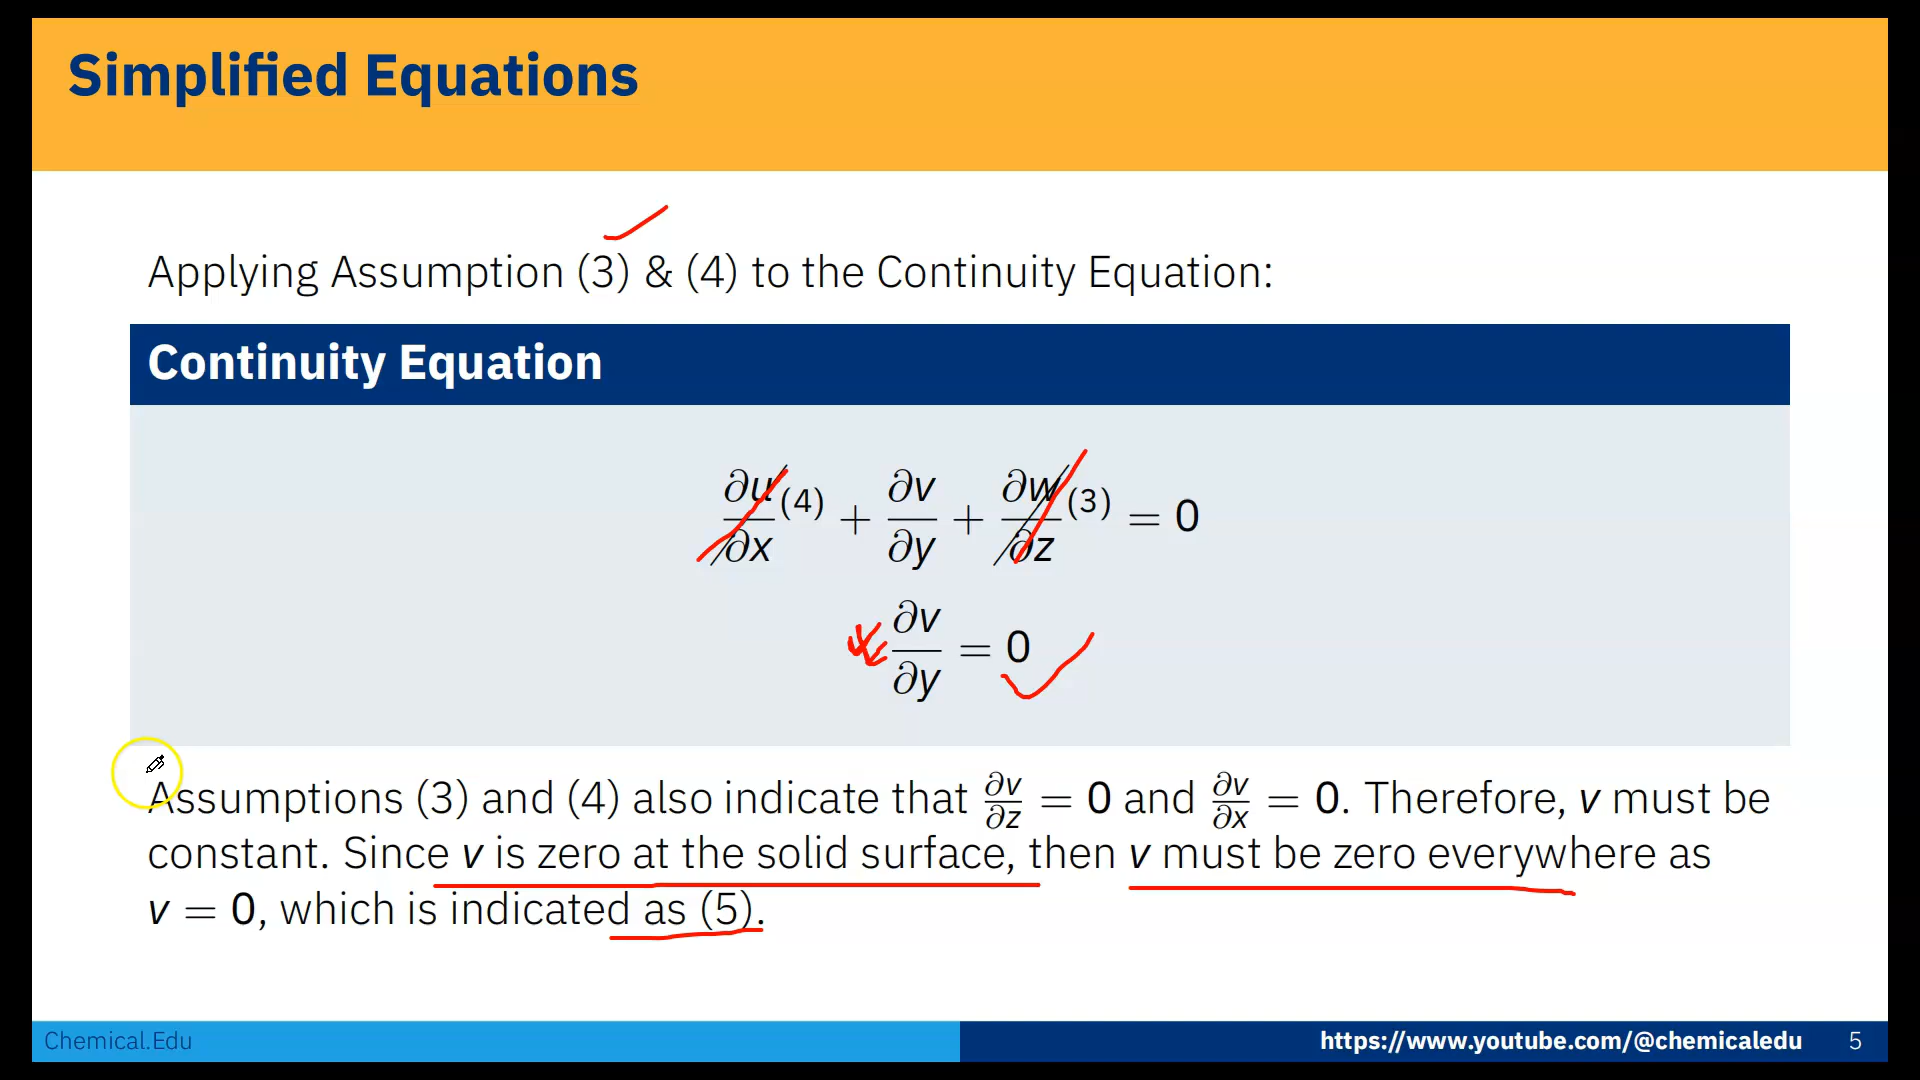 Simplified Equations
Applying Assumption (3) & (4) to the Continuity Equation:
Continuity Equation
∂u/∂x (4) + ∂v/∂y + ∂w/∂z (3) = 0
∂v/∂y = 0
Assumptions (3) and (4) also indicate that ∂v/∂z = 0 and ∂v/∂x = 0. Therefore, v must be
constant. Since v is zero at the solid surface, then v must be zero everywhere as
v = 0, which is indicated as (5).
Chemical.Edu
https://www.youtube.com/@chemicaledu 5